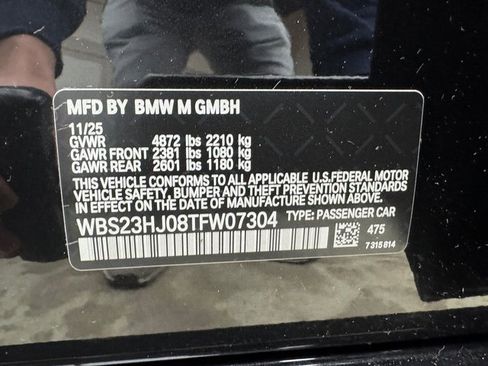 MFD BY BMW M GMBH
11/25
GVWR 4872 lbs 2210 kg
GAWR FRONT 2381 lbs 1080 kg
GAWR REAR 2601 lbs 1180 kg
THIS VEHICLE CONFORMS TO ALL APPLICABLE U.S.FEDERAL MOTOR
VEHICLE SAFETY, BUMPER, AND THEFT PREVENTION STANDARDS IN
EFFECT ON THE DATE OF MANUFACTURE SHOWN ABOVE.
WBS23HJ08TFW07304 TYPE: PASSENGER CAR
475
7315814